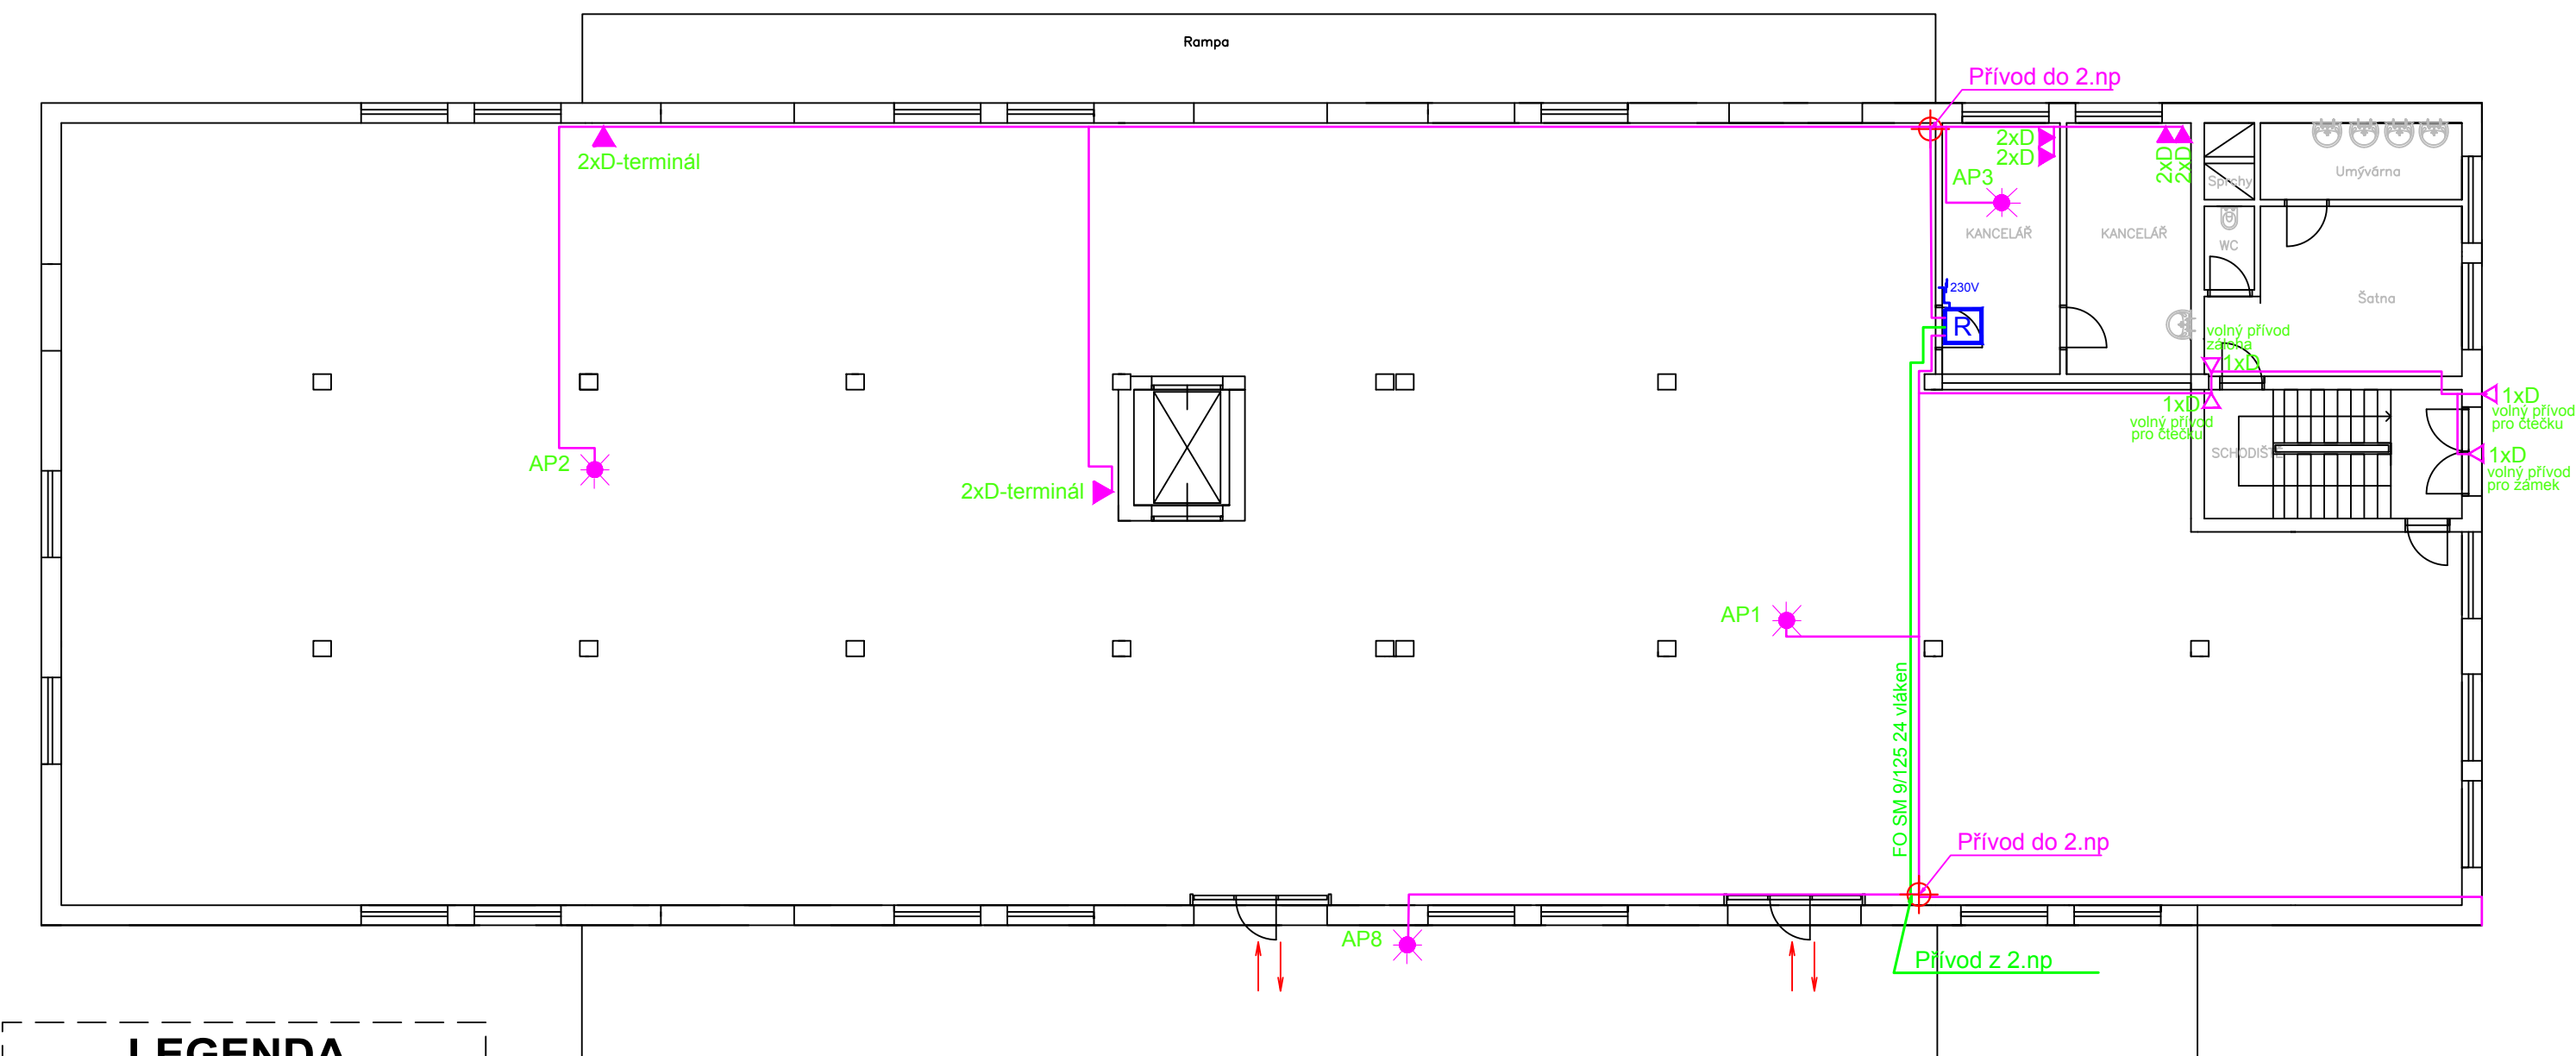 Rampa
Přívod do 2.np
2xD-terminál
2xD
2xD
2xD
2xD
AP3
Sprchy
Umývárna
KANCELÁŘ
KANCELÁŘ
WC
230V
R
Šatna
volný přívod
záloha
1xD
1xD
volný přívod
pro čtečku
1xD
volný přívod
pro čtečku
SCHODIŠTĚ
1xD
volný přívod
pro zámek
AP2
2xD-terminál
AP1
FO SM 9/125 24 vláken
Přívod do 2.np
AP8
Přívod z 2.np
LEGENDA